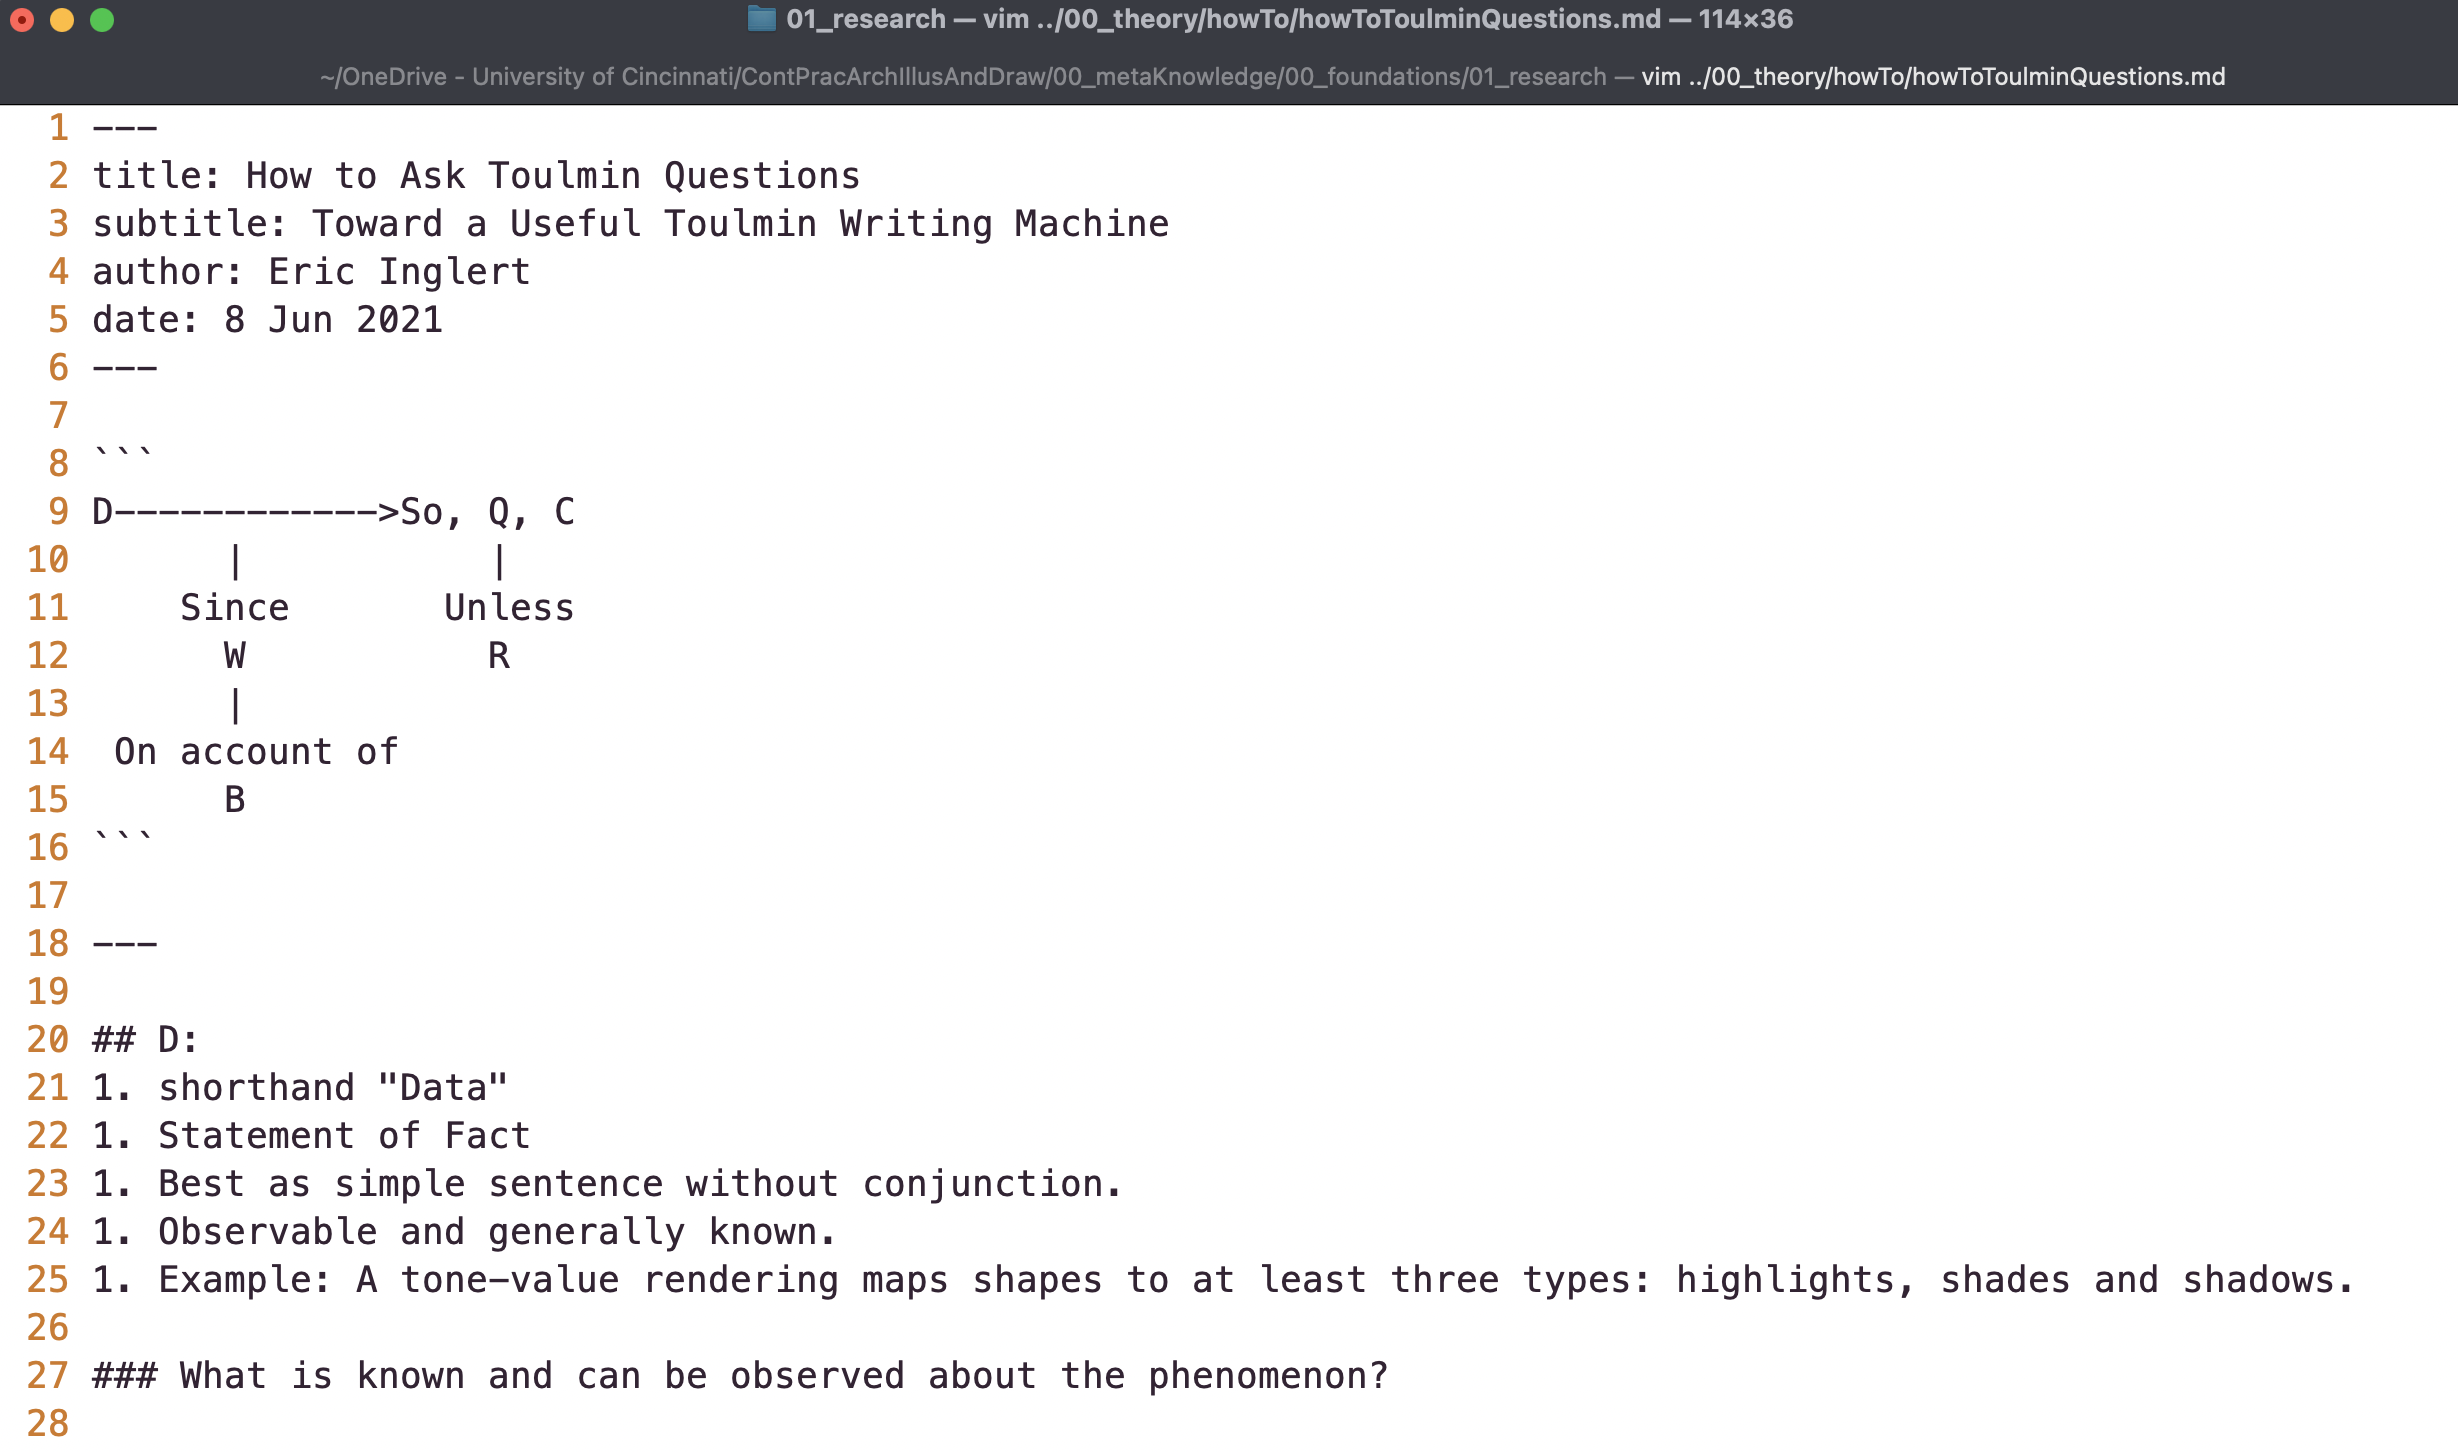 01_research — vim ../00_theory/howTo/howToToulminQuestions.md — 114×36
~/OneDrive - University of Cincinnati/ContPracArchIllusAndDraw/00_metaKnowledge/00_foundations/01_research — vim ../00_theory/howTo/howToToulminQuestions.md
1 ---
2 title: How to Ask Toulmin Questions
3 subtitle: Toward a Useful Toulmin Writing Machine
4 author: Eric Inglert
5 date: 8 Jun 2021
6 ---
7
8 ```
9 D------------>So, Q, C
10       |           |
11     Since       Unless
12       W           R
13       |
14  On account of
15       B
16 ```
17
18 ---
19
20 ## D:
21 1. shorthand "Data"
22 1. Statement of Fact
23 1. Best as simple sentence without conjunction.
24 1. Observable and generally known.
25 1. Example: A tone-value rendering maps shapes to at least three types: highlights, shades and shadows.
26
27 ### What is known and can be observed about the phenomenon?
28